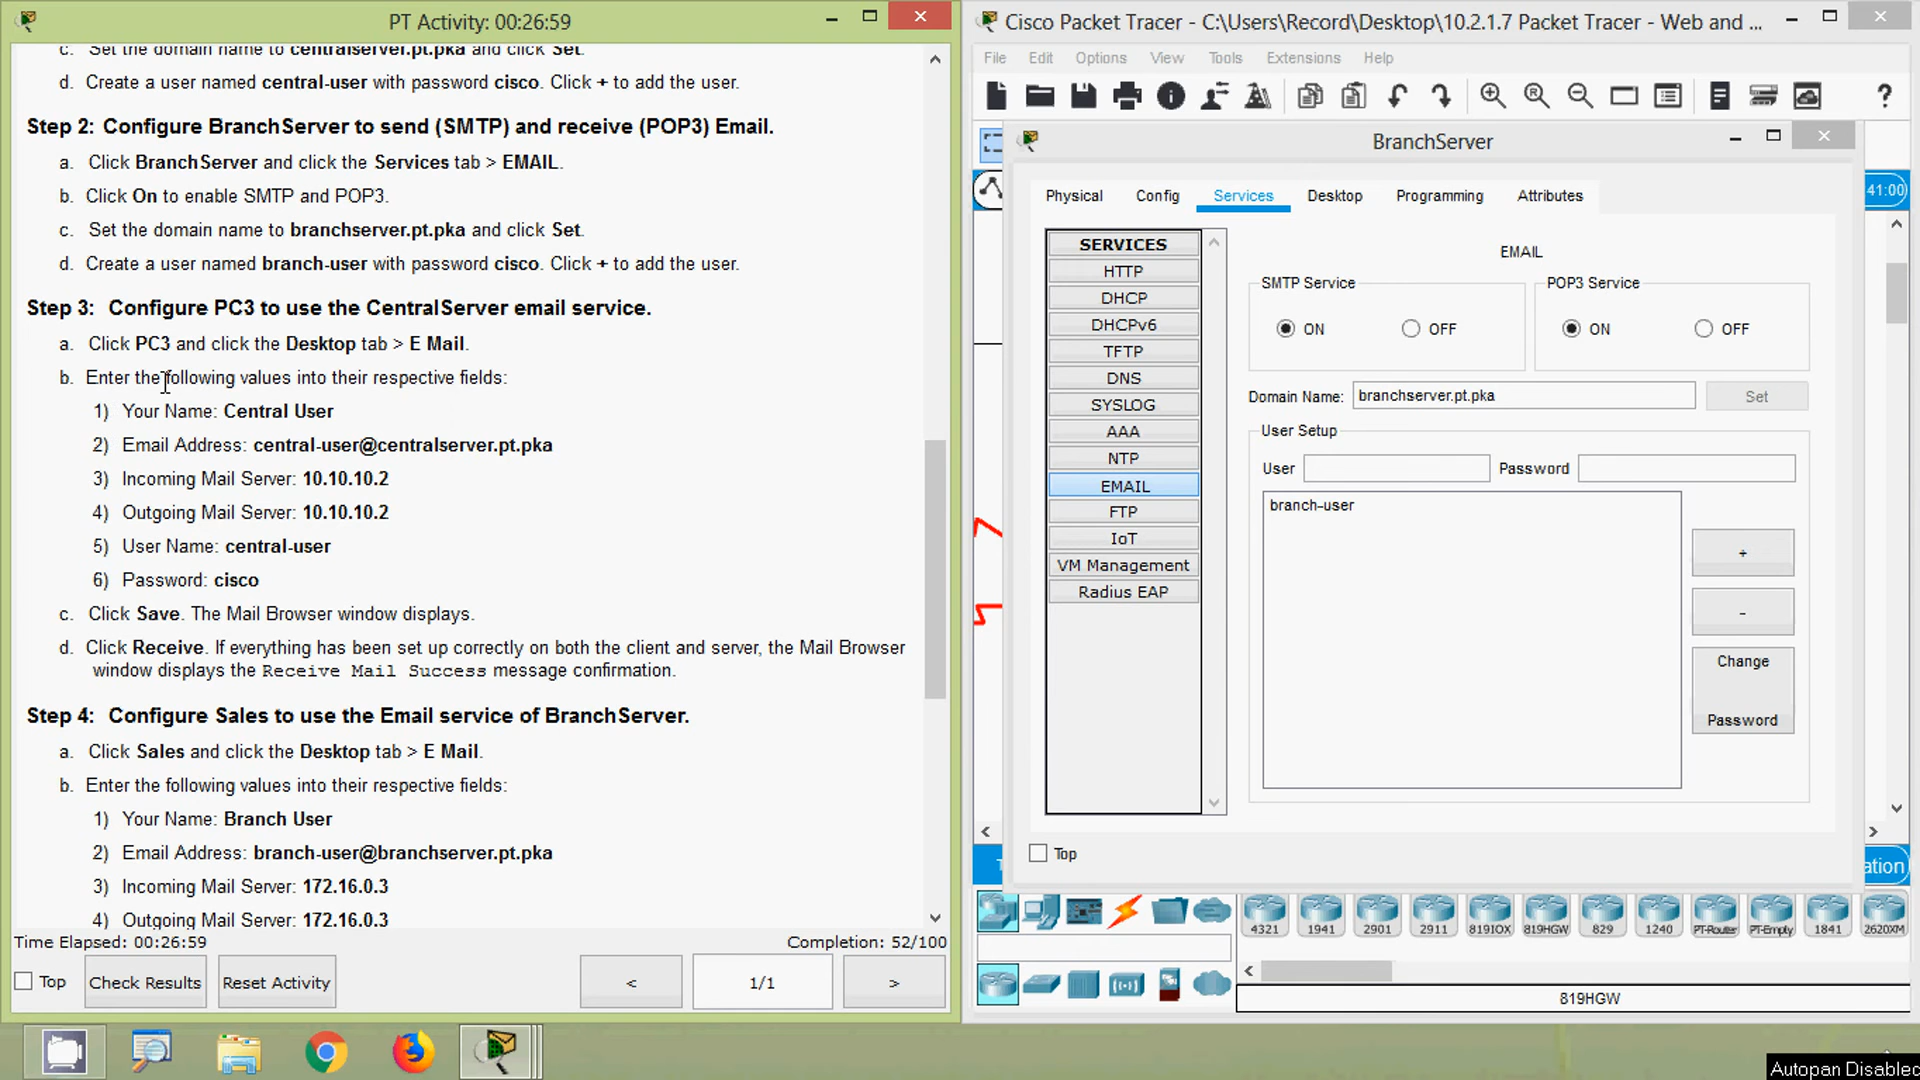 PT Activity: 00:26:59
c. Set the domain name to centralserver.pt.pka and click Set.
d. Create a user named central-user with password cisco. Click + to add the user.
Step 2: Configure BranchServer to send (SMTP) and receive (POP3) Email.
a. Click BranchServer and click the Services tab > EMAIL.
b. Click On to enable SMTP and POP3.
c. Set the domain name to branchserver.pt.pka and click Set.
d. Create a user named branch-user with password cisco. Click + to add the user.
Step 3: Configure PC3 to use the CentralServer email service.
a. Click PC3 and click the Desktop tab > E Mail.
b. Enter the following values into their respective fields:
1) Your Name: Central User
2) Email Address: central-user@centralserver.pt.pka
3) Incoming Mail Server: 10.10.10.2
4) Outgoing Mail Server: 10.10.10.2
5) User Name: central-user
6) Password: cisco
c. Click Save. The Mail Browser window displays.
d. Click Receive. If everything has been set up correctly on both the client and server, the Mail Browser
window displays the Receive Mail Success message confirmation.
Step 4: Configure Sales to use the Email service of BranchServer.
a. Click Sales and click the Desktop tab > E Mail.
b. Enter the following values into their respective fields:
1) Your Name: Branch User
2) Email Address: branch-user@branchserver.pt.pka
3) Incoming Mail Server: 172.16.0.3
4) Outgoing Mail Server: 172.16.0.3
Time Elapsed: 00:26:59 Completion: 52/100
Top Check Results Reset Activity < 1/1 >
Cisco Packet Tracer - C:\Users\Record\Desktop\10.2.1.7 Packet Tracer - Web and ...
File Edit Options View Tools Extensions Help
BranchServer
41:00
Physical Config Services Desktop Programming Attributes
SERVICES
HTTP
DHCP
DHCPv6
TFTP
DNS
SYSLOG
AAA
NTP
EMAIL
FTP
IoT
VM Management
Radius EAP
EMAIL
SMTP Service POP3 Service
ON OFF ON OFF
Domain Name: branchserver.pt.pka Set
User Setup
User Password
branch-user
+
-
Change
Password
Top
ation
4321 1941 2901 2911 819IOX 819HGW 829 1240 PT-Router PT-Empty 1841 2620XM
819HGW
Autopan Disabled